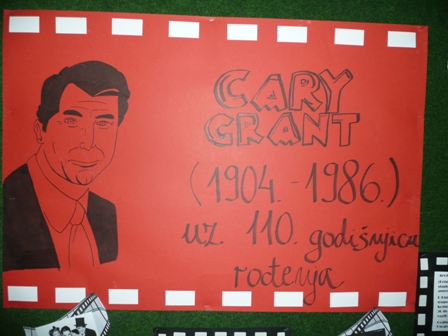 CARY
GRANT
(1904.-1986.)
uz. 110. godišnjicu
rođenja